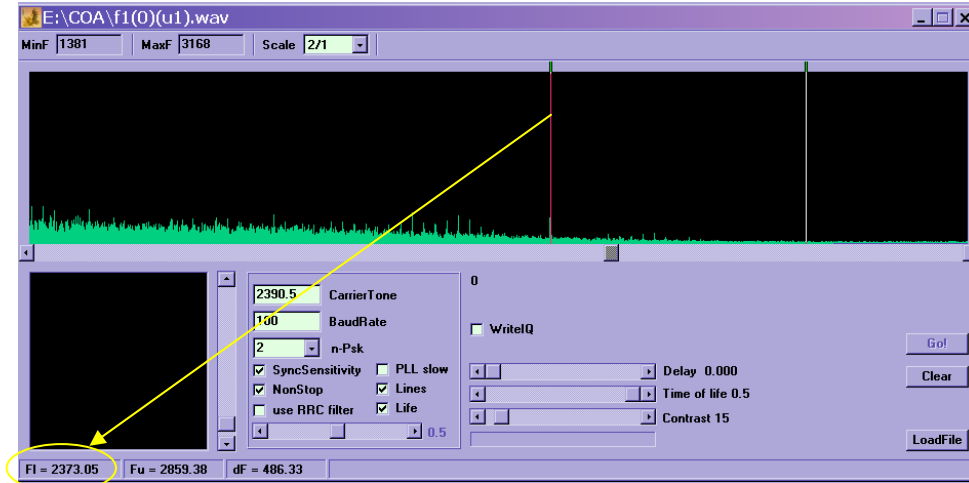 E:\COA\f1(0)(u1).wav
MinF 1381 MaxF 3168 Scale 2/1
0
2390.5 CarrierTone
100 BaudRate
WriteIQ
2 n-Psk
Go!
SyncSensitivity PLL slow
Delay 0.000
Clear
NonStop Lines
Time of life 0.5
use RRC filter Life
Contrast 15
0.5
LoadFile
Fl = 2373.05 Fu = 2859.38 dF = 486.33